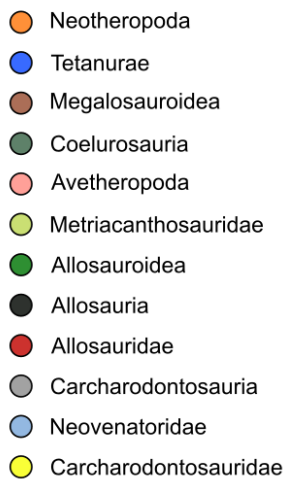 Neotheropoda
Tetanurae
Megalosauroidea
Coelurosauria
Avetheropoda
Metriacanthosauridae
Allosauroidea
Allosauria
Allosauridae
Carcharodontosauria
Neovenatoridae
Carcharodontosauridae